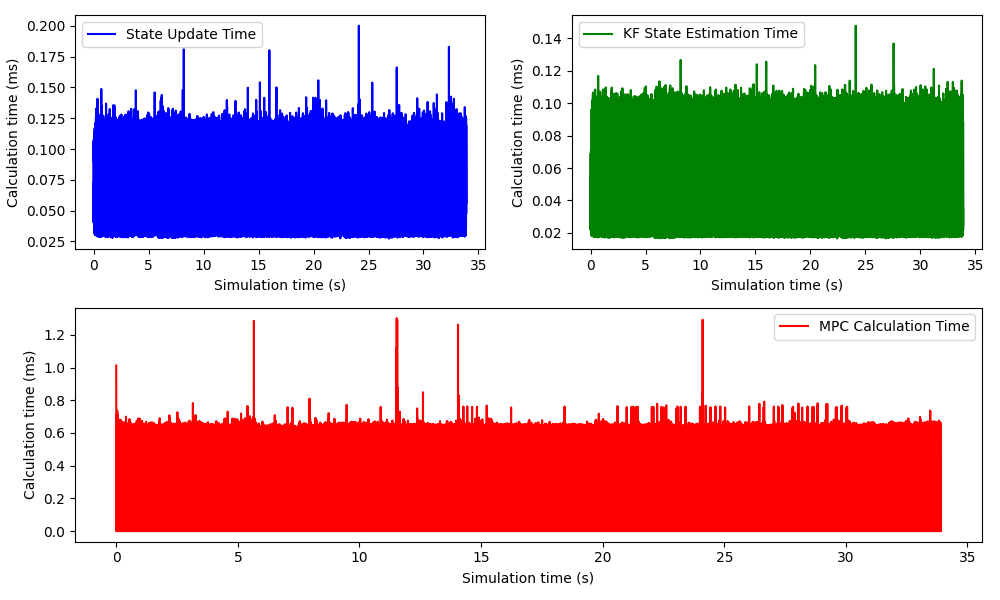 State Update Time
Calculation time (ms)
0.200
0.175
0.150
0.125
0.100
0.075
0.050
0.025
0 5 10 15 20 25 30 35
Simulation time (s)
KF State Estimation Time
Calculation time (ms)
0.14
0.12
0.10
0.08
0.06
0.04
0.02
0 5 10 15 20 25 30 35
Simulation time (s)
MPC Calculation Time
Calculation time (ms)
1.2
1.0
0.8
0.6
0.4
0.2
0.0
0 5 10 15 20 25 30 35
Simulation time (s)